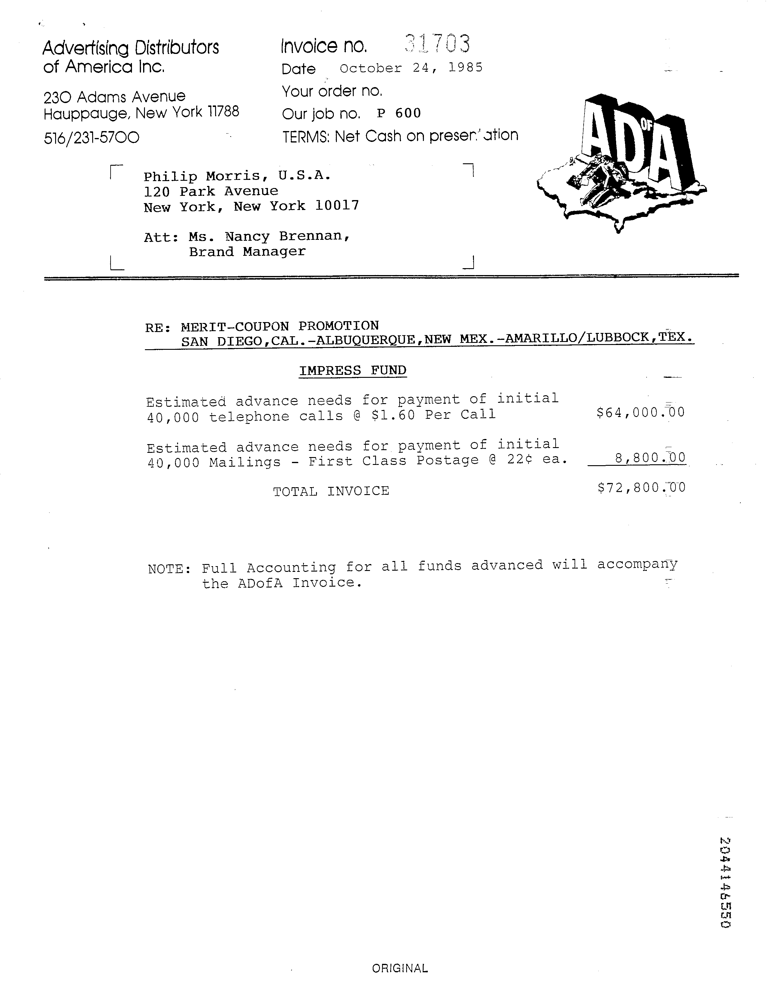 Advertising Distributors
of America Inc.
230 Adams Avenue
Hauppauge, New York 11788
516/231-5700
Invoice no. 31703
Date October 24, 1985
Your order no.
Our job no. P 600
TERMS: Net Cash on presentation
AD OF A
Philip Morris, U.S.A.
120 Park Avenue
New York, New York 10017
Att: Ms. Nancy Brennan,
Brand Manager
RE: MERIT-COUPON PROMOTION
SAN DIEGO,CAL.-ALBUQUERQUE,NEW MEX.-AMARILLO/LUBBOCK,TEX.
IMPRESS FUND
Estimated advance needs for payment of initial
40,000 telephone calls @ $1.60 Per Call $64,000.00
Estimated advance needs for payment of initial
40,000 Mailings - First Class Postage @ 22¢ ea. 8,800.00
TOTAL INVOICE $72,800.00
NOTE: Full Accounting for all funds advanced will accompany
the ADofA Invoice.
2044146550
ORIGINAL